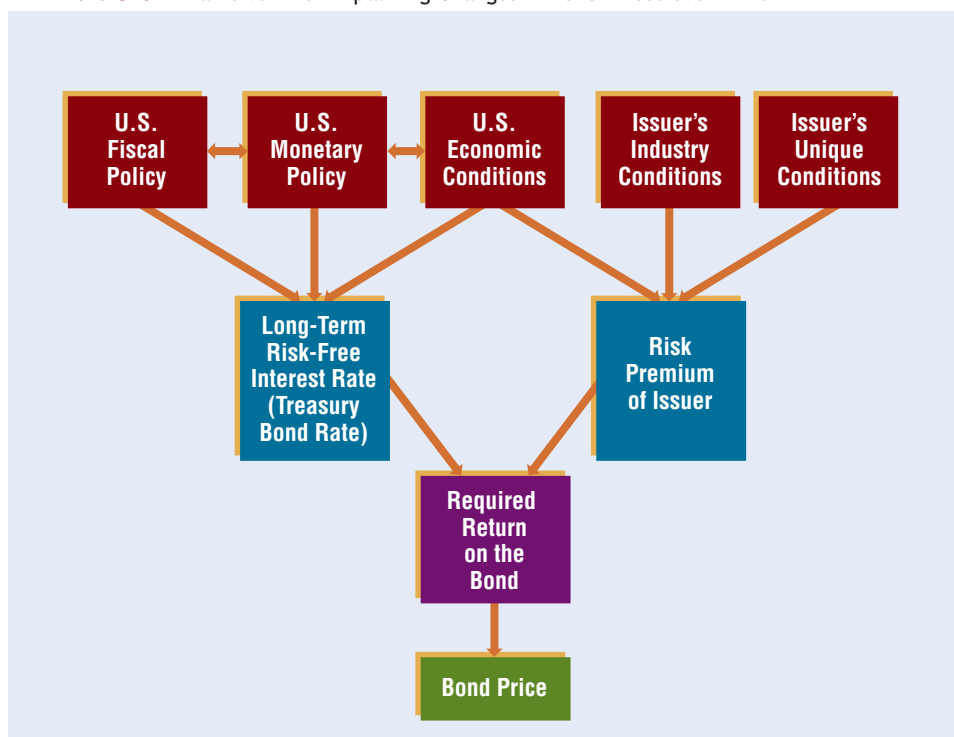 U.S.
Fiscal
Policy
U.S.
Monetary
Policy
U.S.
Economic
Conditions
Issuer's
Industry
Conditions
Issuer's
Unique
Conditions
Long-Term
Risk-Free
Interest Rate
(Treasury
Bond Rate)
Risk
Premium
of Issuer
Required
Return
on the
Bond
Bond Price